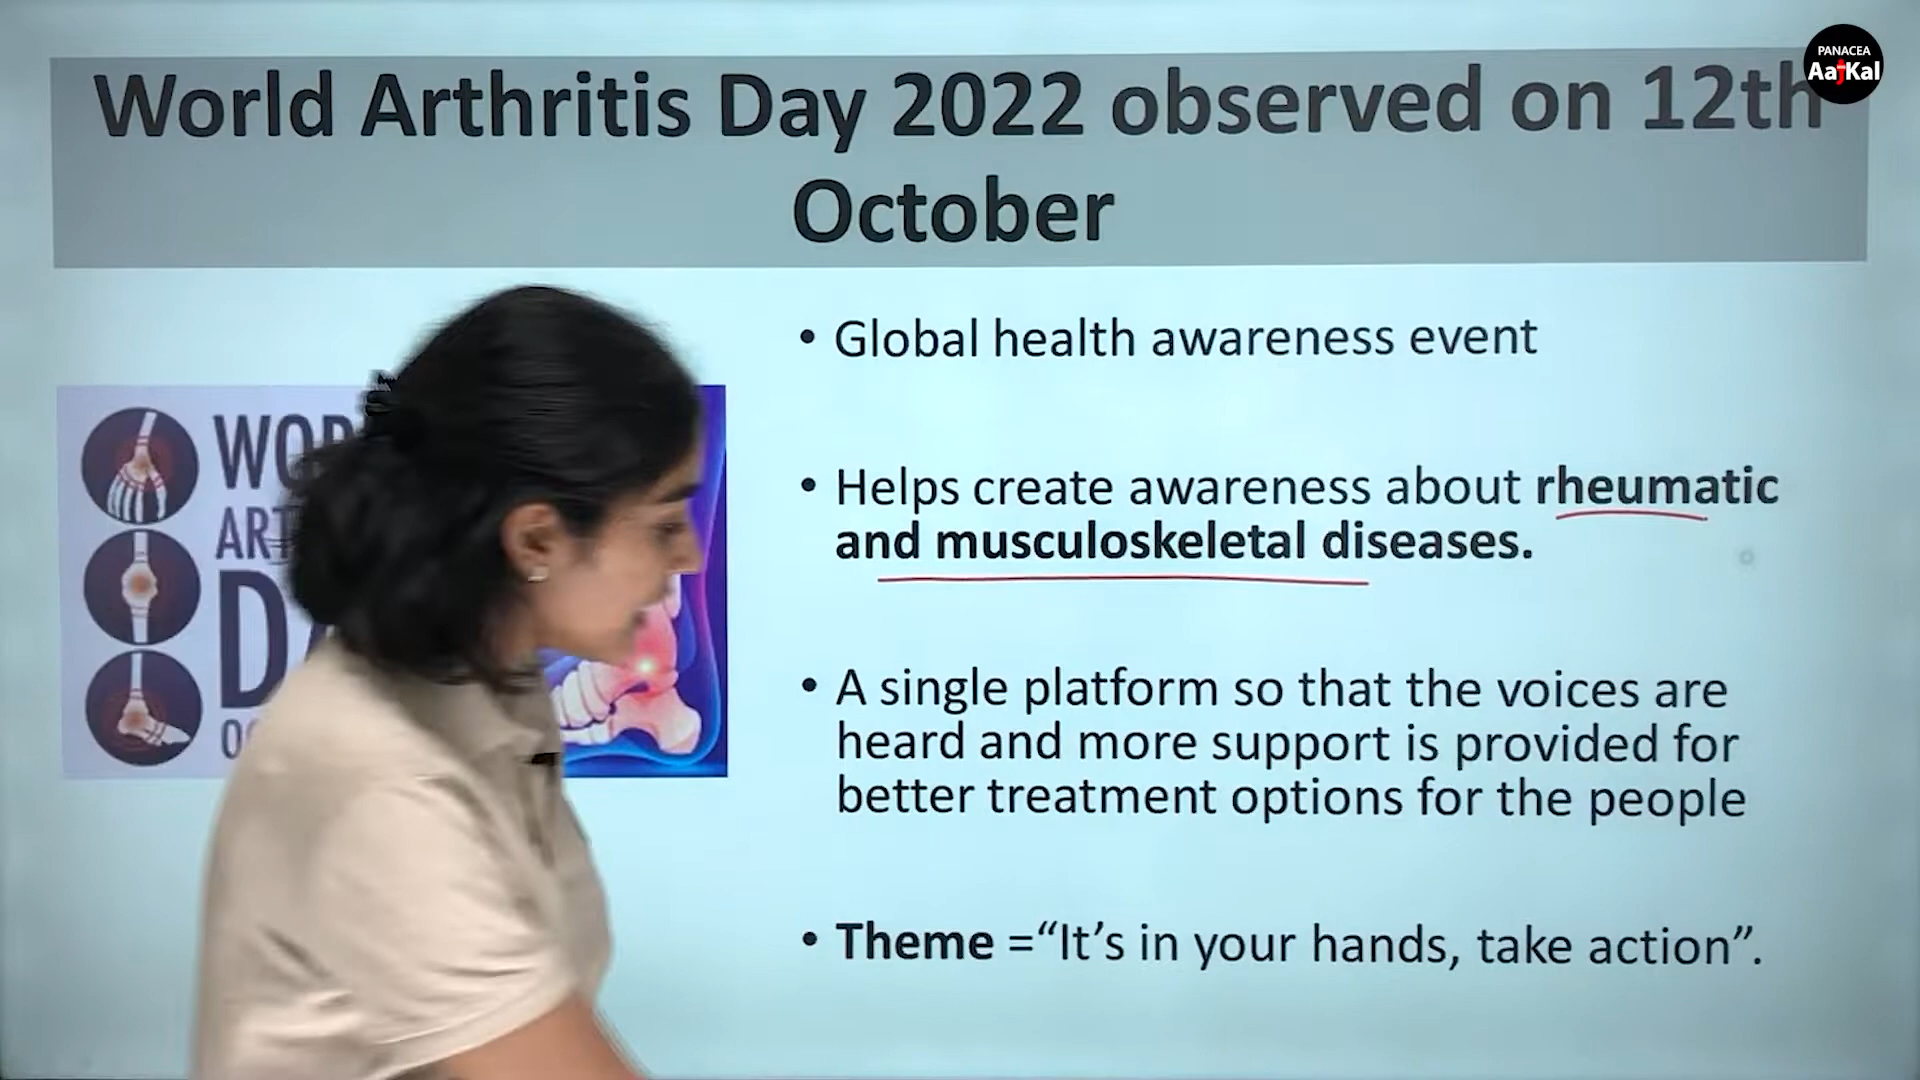 PANACEA
AajKal
World Arthritis Day 2022 observed on 12th
October
• Global health awareness event
• Helps create awareness about rheumatic
and musculoskeletal diseases.
• A single platform so that the voices are
heard and more support is provided for
better treatment options for the people
• Theme =“It’s in your hands, take action”.